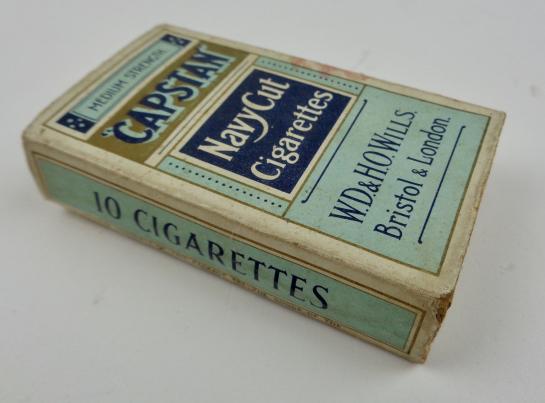 MEDIUM STRENGTH
"CAPSTAN"
Navy Cut
Cigarettes
W.D. & H.O. WILLS.
Bristol & London.
10 CIGARETTES